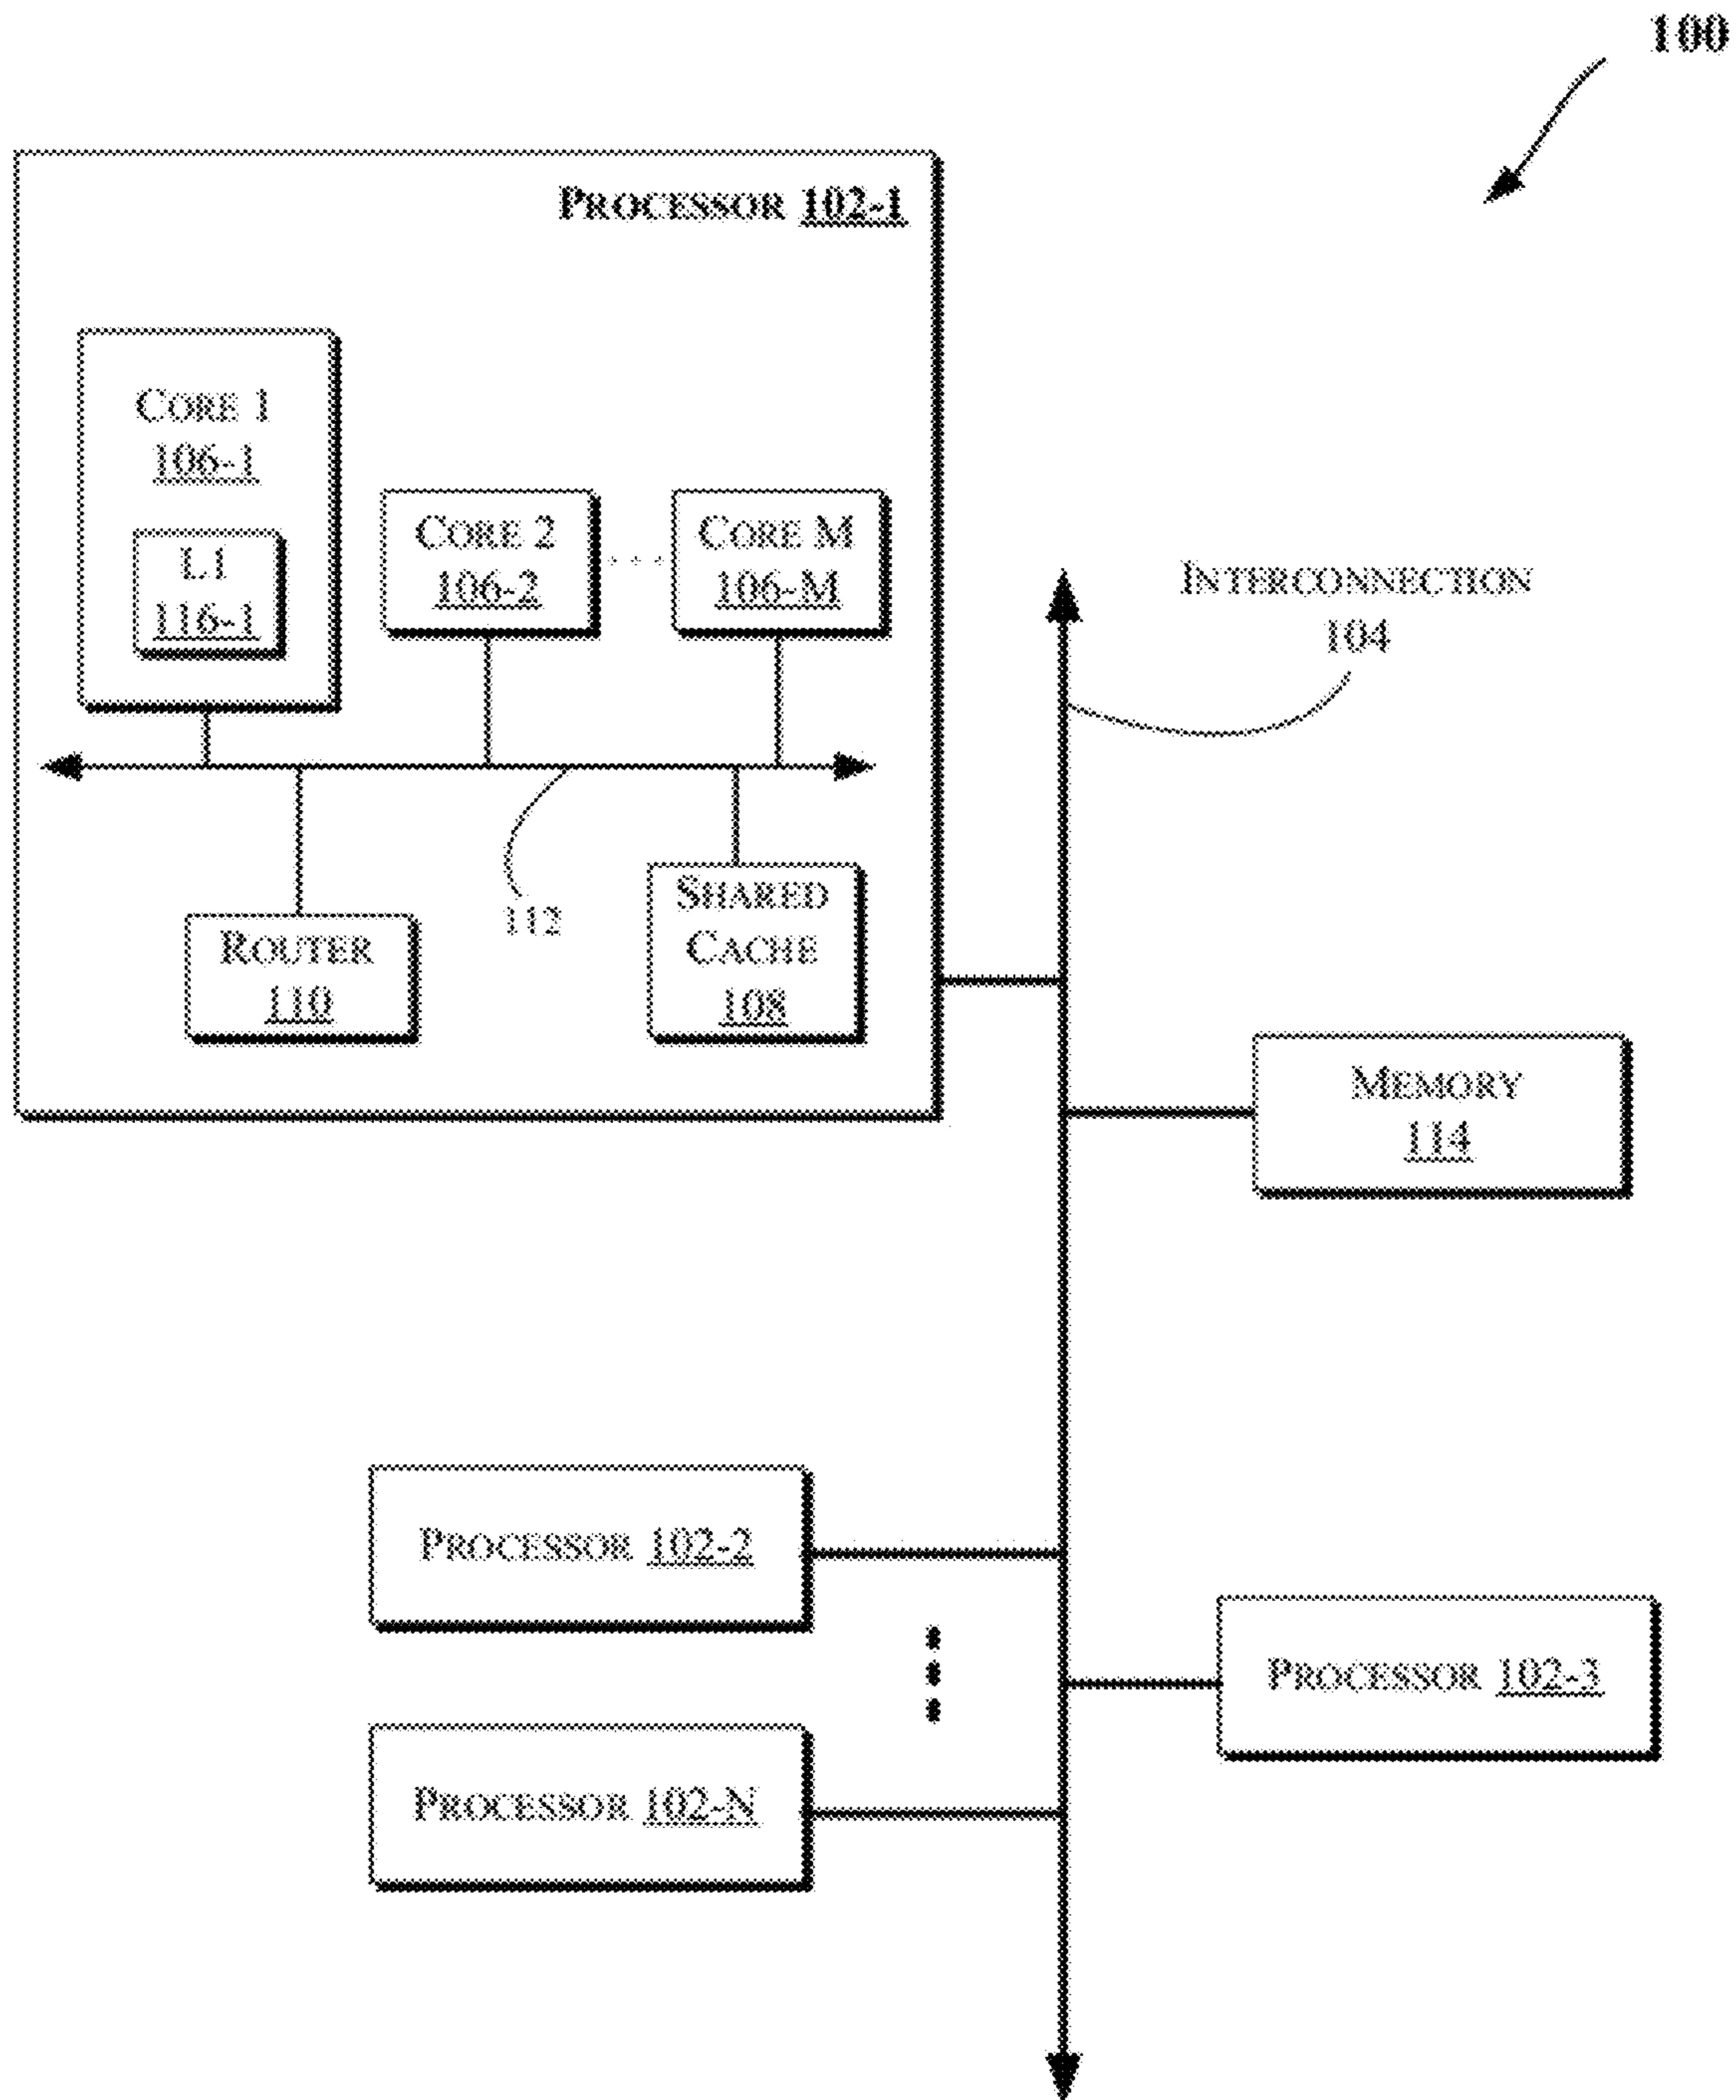 100
PROCESSOR 102-1
CORE 1
106-1
L1
116-1
CORE 2
106-2
CORE M
106-M
INTERCONNECTION
104
112
ROUTER
110
SHARED
CACHE
108
MEMORY
114
PROCESSOR 102-2
PROCESSOR 102-3
PROCESSOR 102-N